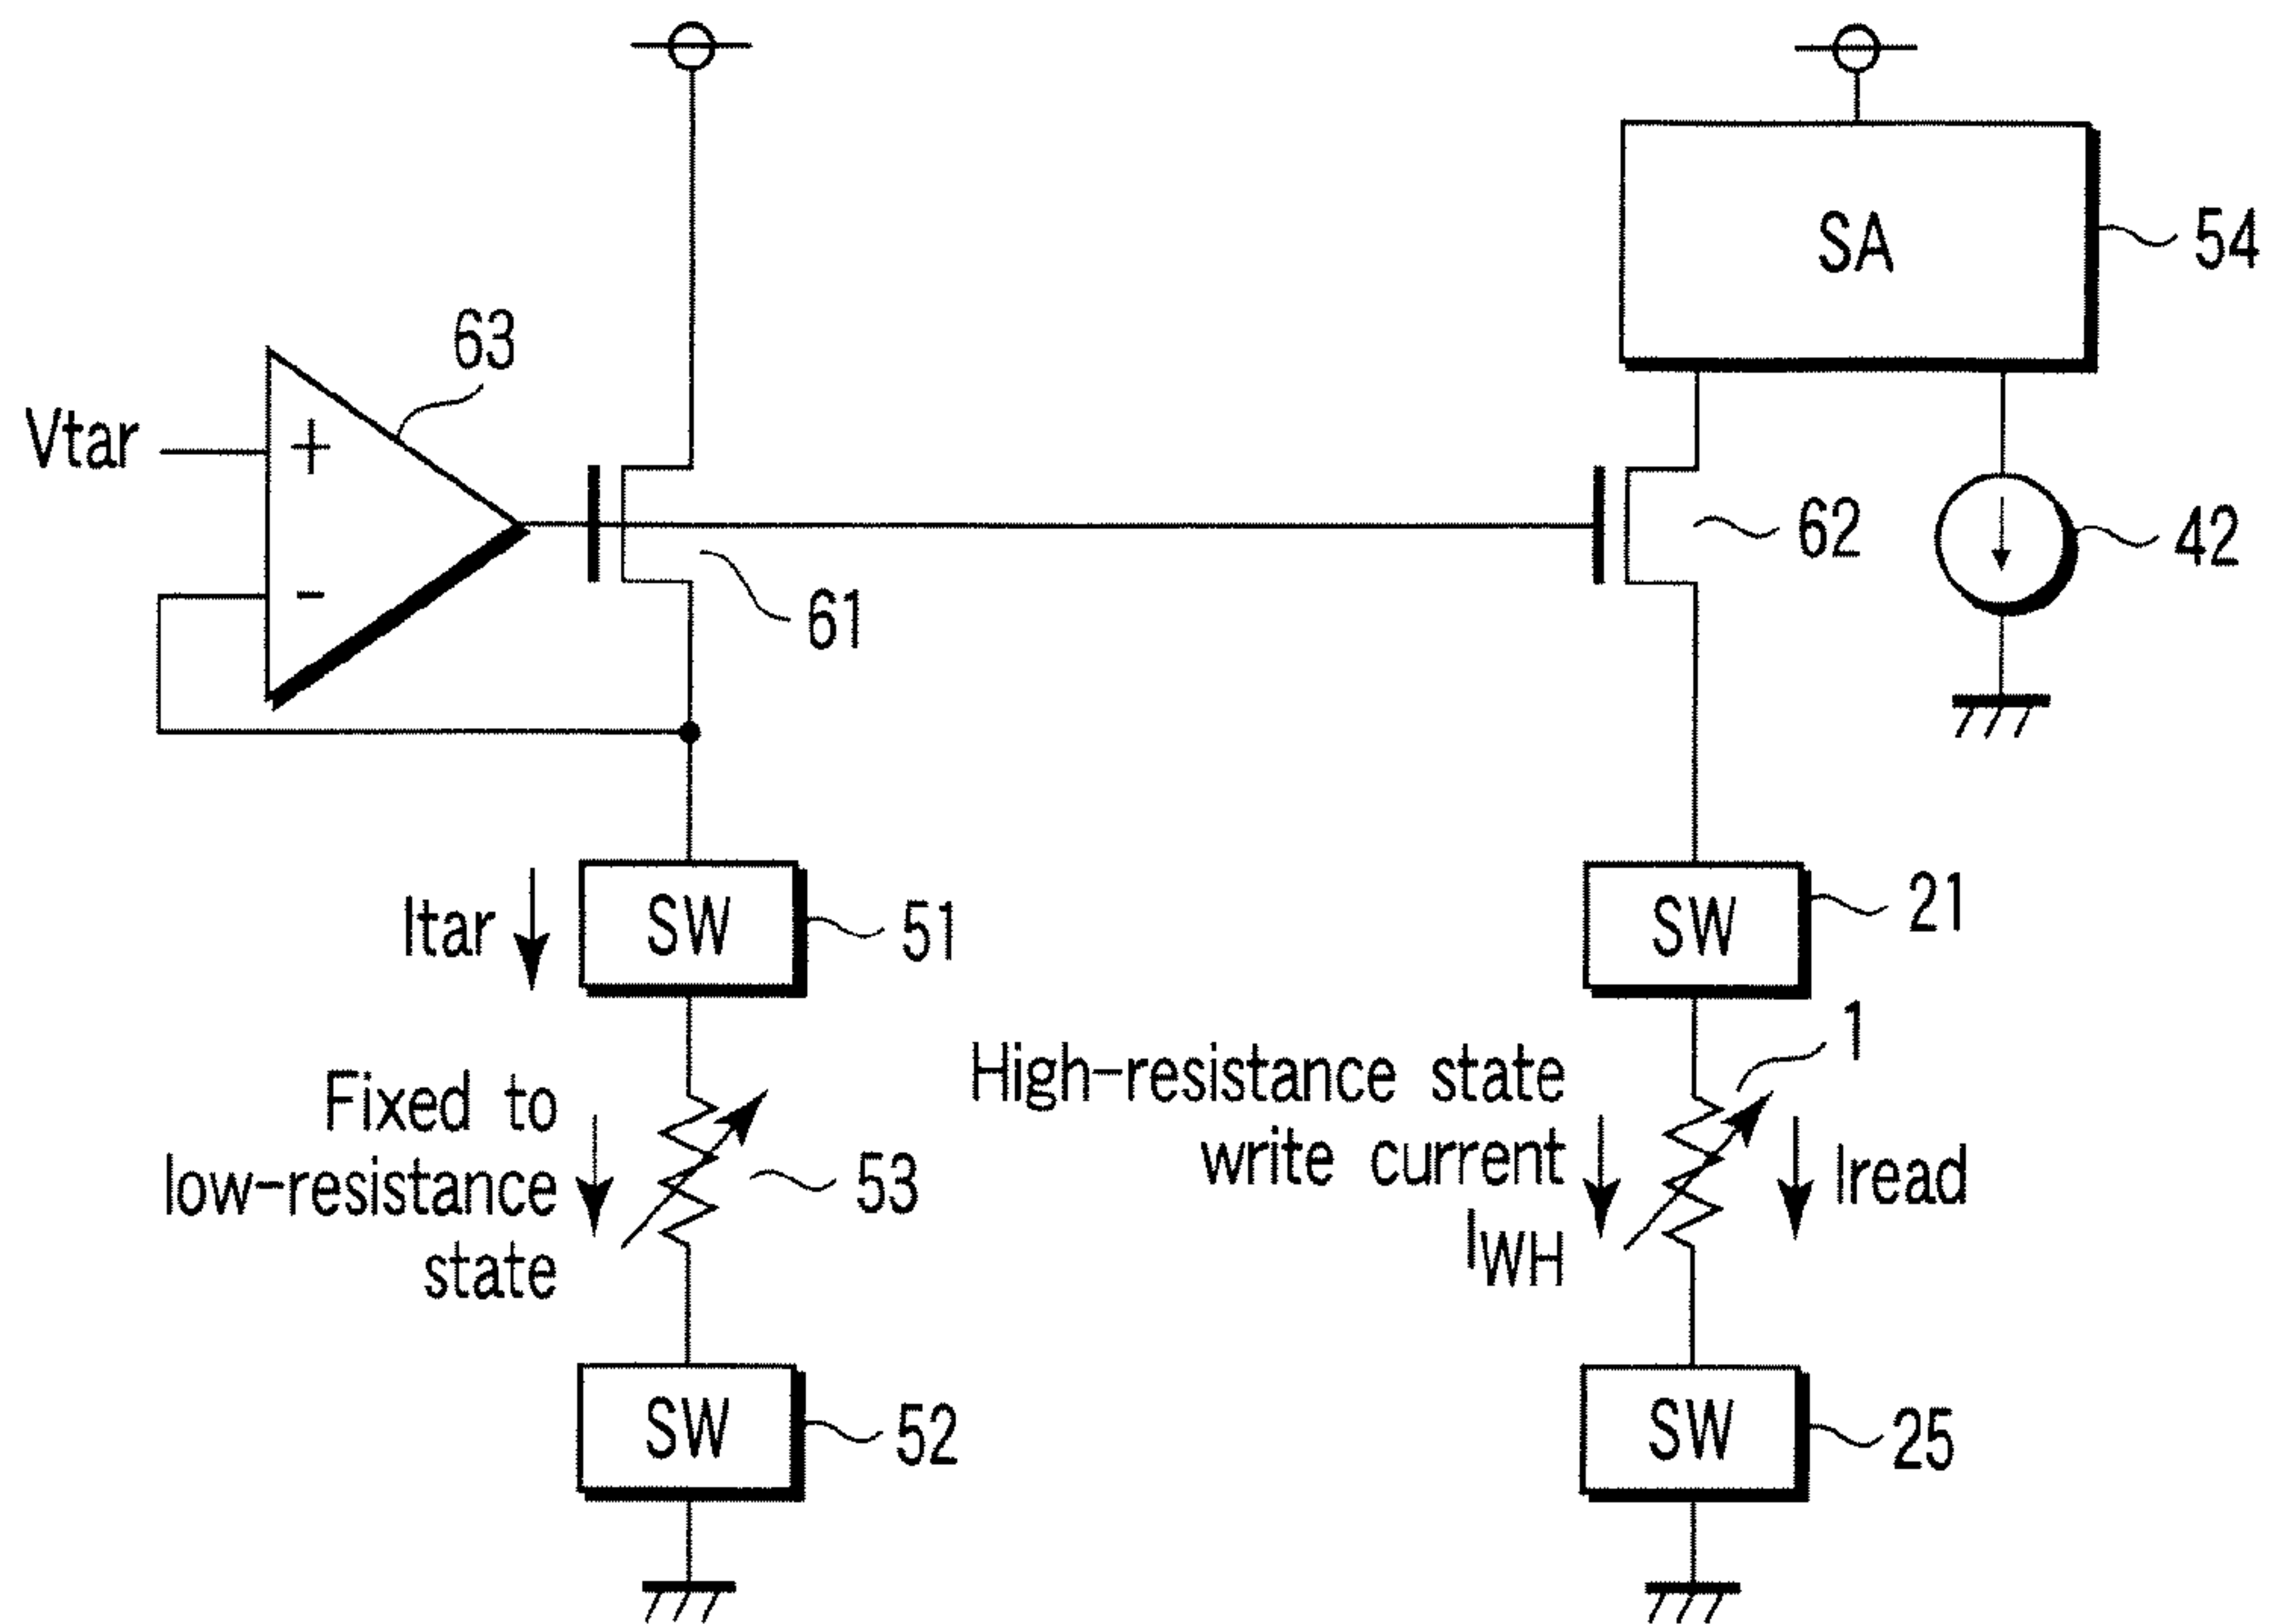 SA
54
63
Vtar
+
-
62
42
61
Itar
SW
51
SW
21
1
Fixed to
low-resistance
state
53
High-resistance state
write current
IWH
Iread
SW
52
SW
25